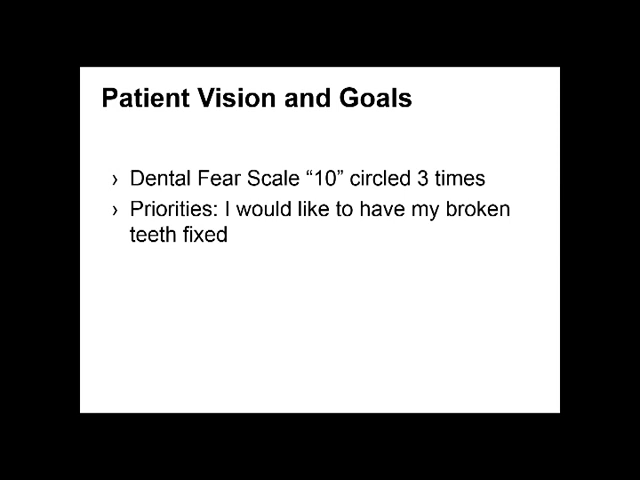 Patient Vision and Goals
› Dental Fear Scale “10” circled 3 times
› Priorities: I would like to have my broken
teeth fixed